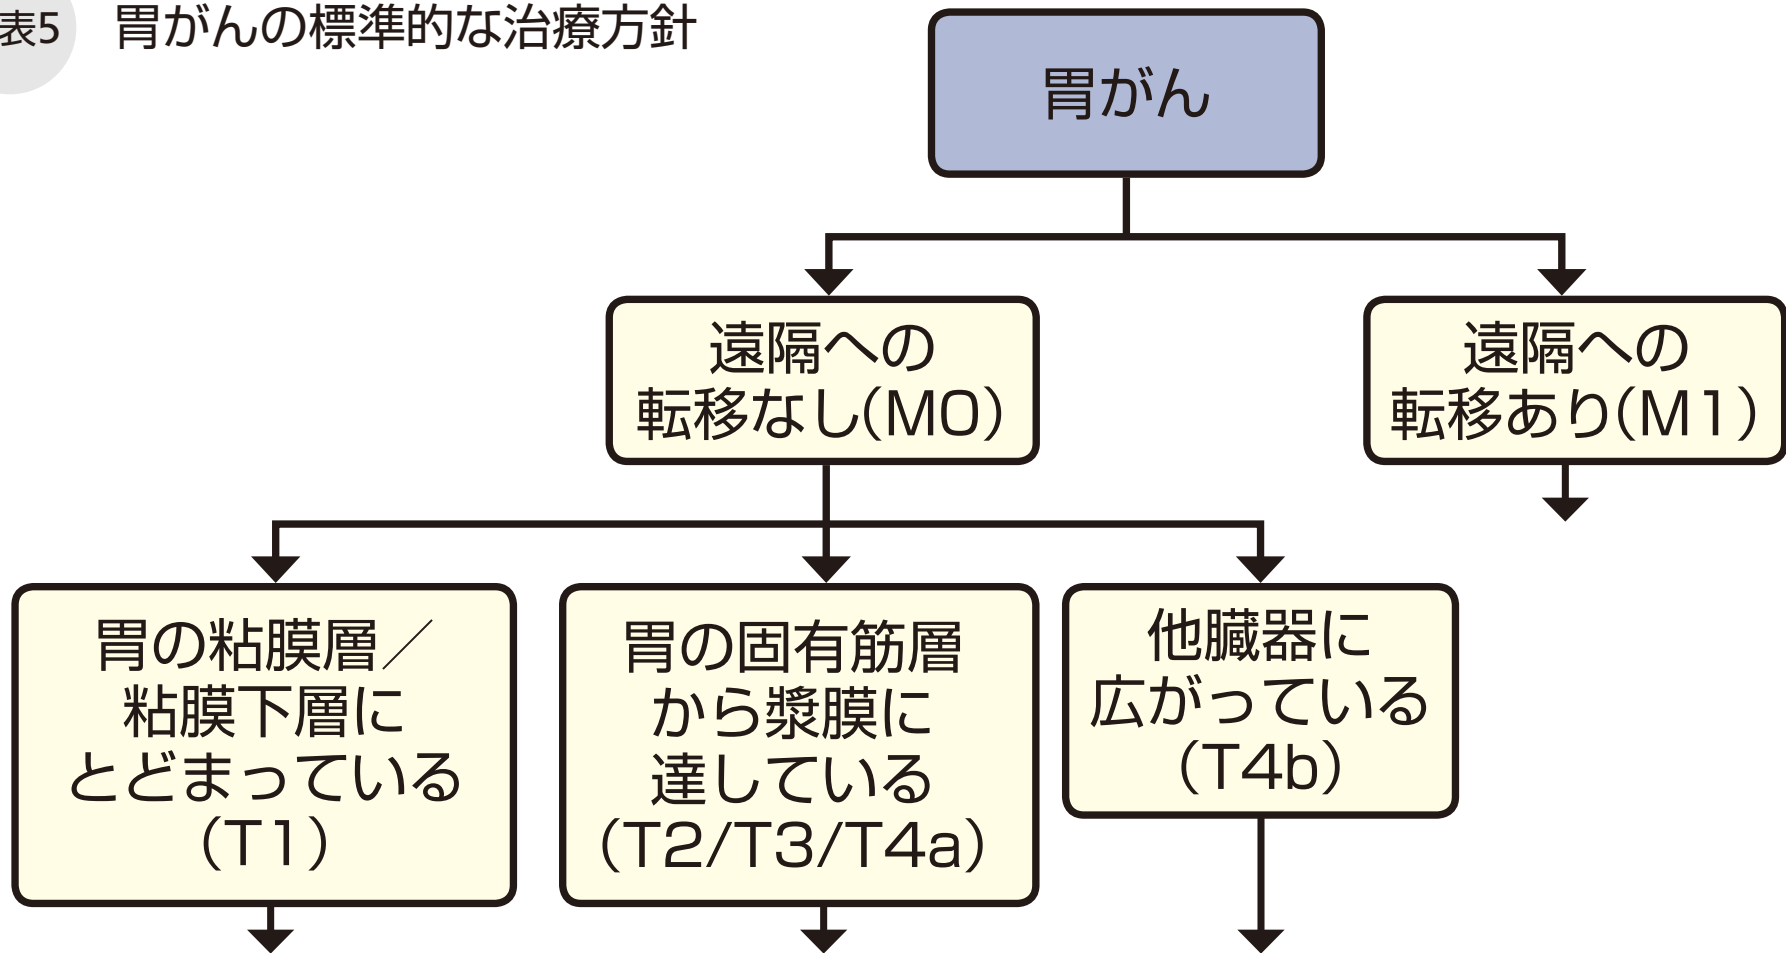 表5
胃がんの標準的な治療方針
胃がん
遠隔への
転移なし(M0)
遠隔への
転移あり(M1)
胃の粘膜層／
粘膜下層に
とどまっている
(T1)
胃の固有筋層
から漿膜に
達している
(T2/T3/T4a)
他臓器に
広がっている
(T4b)